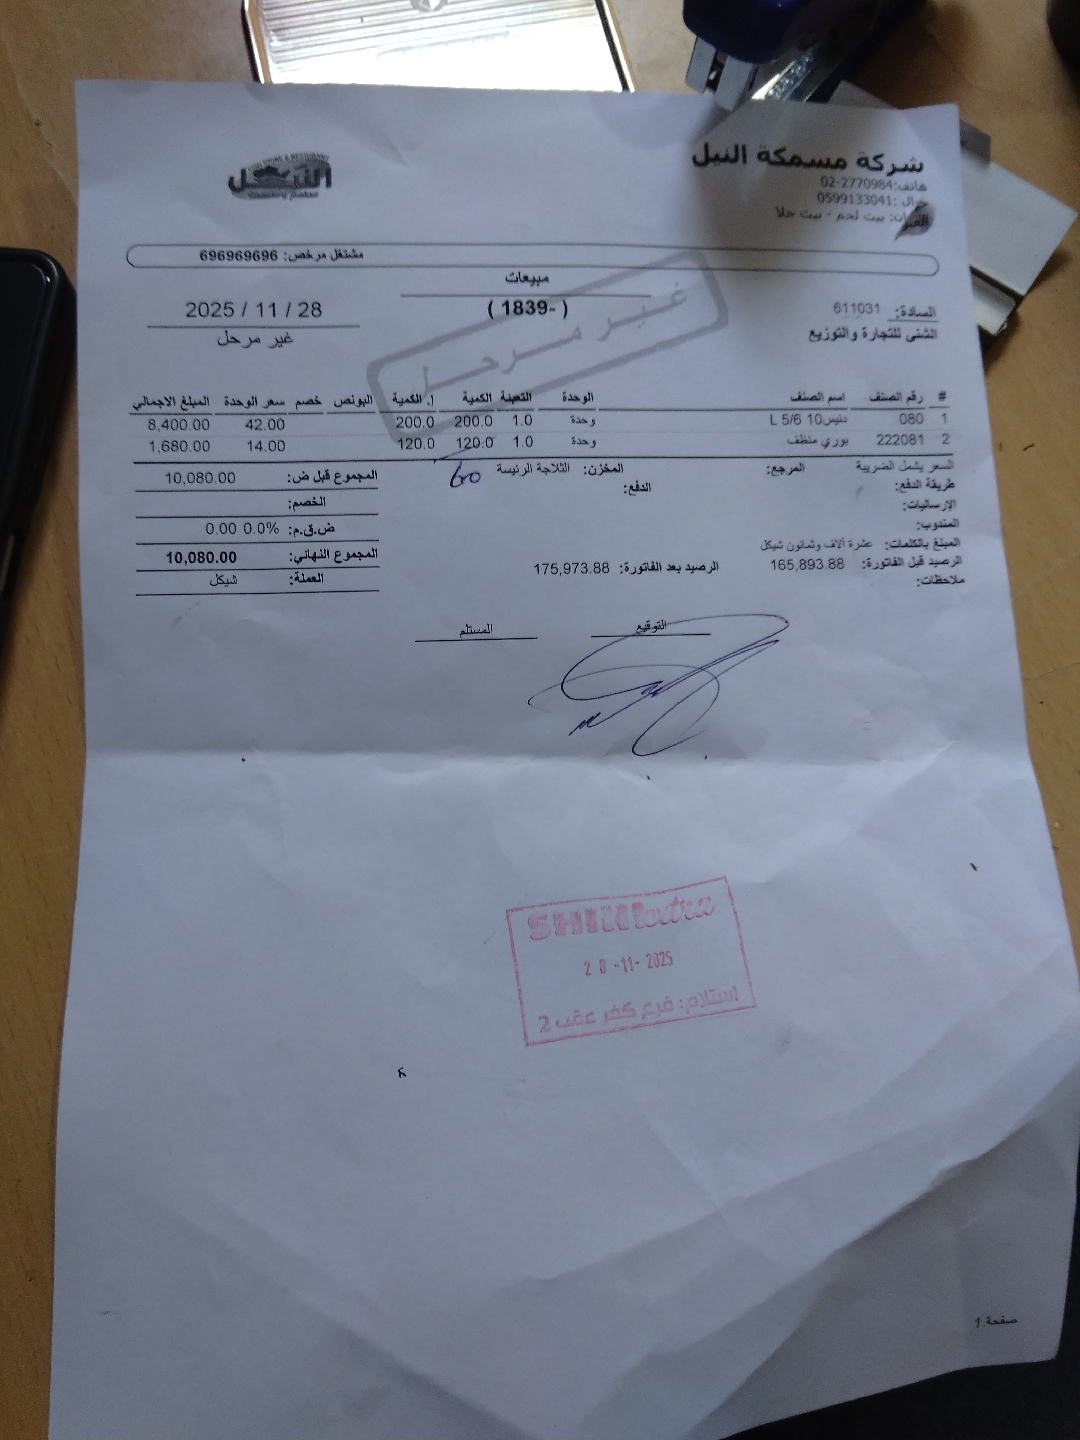 شركة مسمكة النيل
هاتف: 02-2770984
جوال: 0599133041
العنوان: بيت لحم - بيت جلا
النيل
مشتغل مرخص: 696969696
مبيعات
( -1839 )
2025 / 11 / 28
غير مرحل
غير مرحل
السادة: 611031
الشني للتجارة والتوزيع
# رقم الصنف اسم الصنف الوحدة التعبئة الكمية إ. الكمية البونص خصم سعر الوحدة المبلغ الاجمالي
1 080 دنيس10 5/6 L وحدة 1.0 200.0 200.0 42.00 8,400.00
2 222081 بوري منظف وحدة 1.0 120.0 120.0 14.00 1,680.00
60
السعر يشمل الضريبة المرجع: المخزن: الثلاجة الرئيسة
طريقة الدفع: الدفع:
الإرساليات:
المندوب:
المبلغ بالكلمات: عشرة آلاف وثمانون شيكل
الرصيد قبل الفاتورة: 165,893.88 الرصيد بعد الفاتورة: 175,973.88
ملاحظات:
المجموع قبل ض: 10,080.00
الخصم:
ض.ق.م: 0.0% 0.00
المجموع النهائي: 10,080.00
العملة: شيكل
التوقيع المستلم
SHINI extra
28-11-2025
استلام: فرع كفر عقب 2
صفحة 1